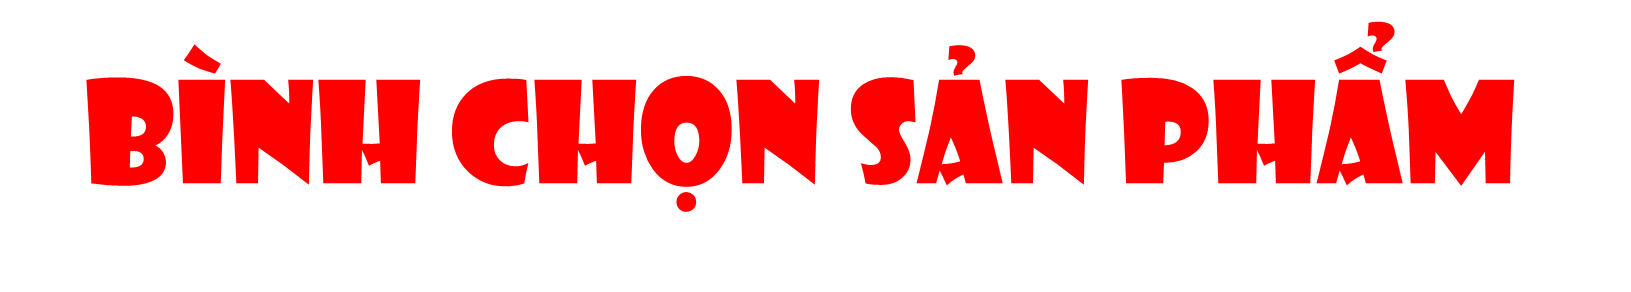 BÌNH CHỌN SẢN PHẨM